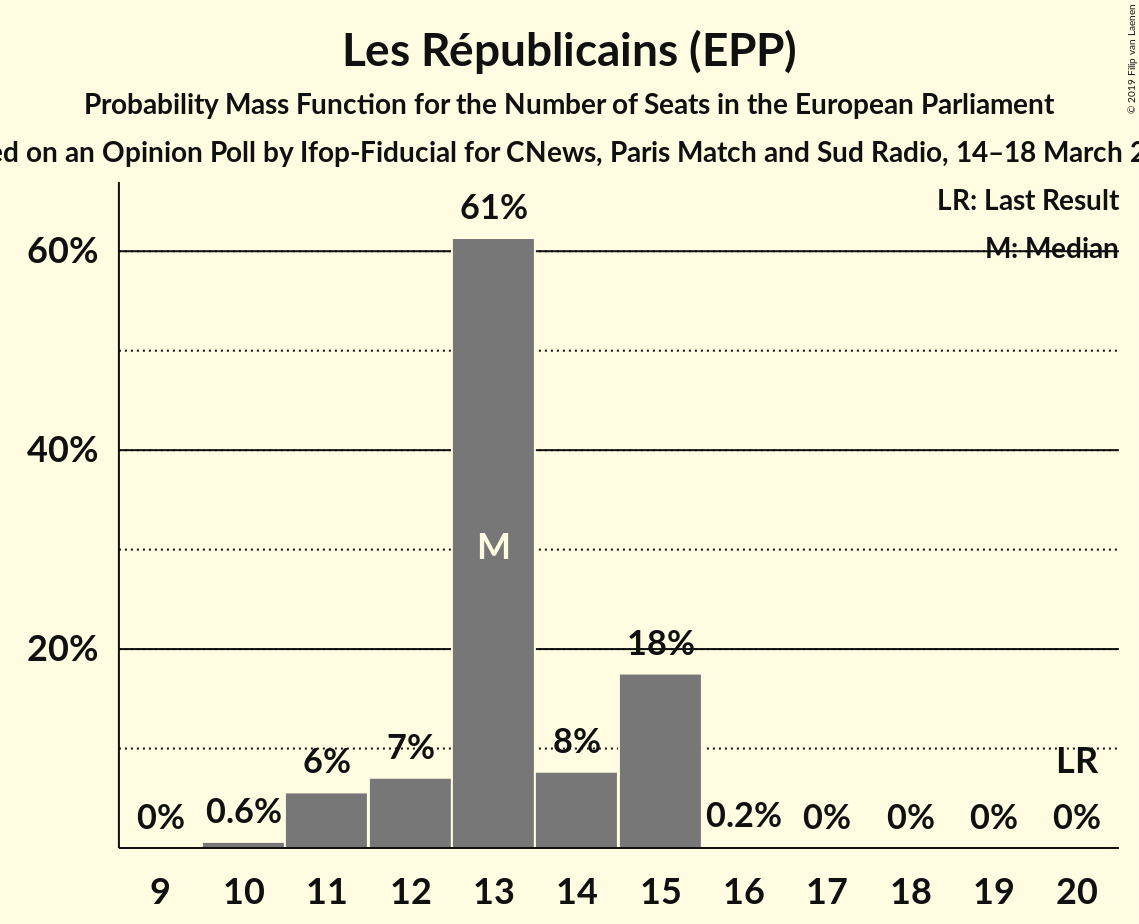 Les Républicains (EPP)
Probability Mass Function for the Number of Seats in the European Parliament
on an Opinion Poll by Ifop-Fiducial for CNews, Paris Match and Sud Radio, 14–18 March
© 2019 Filip van Laenen
LR: Last Result
M: Median
60%
40%
20%
0%
0.6%
6%
7%
61%
M
8%
18%
0.2%
0%
0%
0%
LR
0%
9 10 11 12 13 14 15 16 17 18 19 20